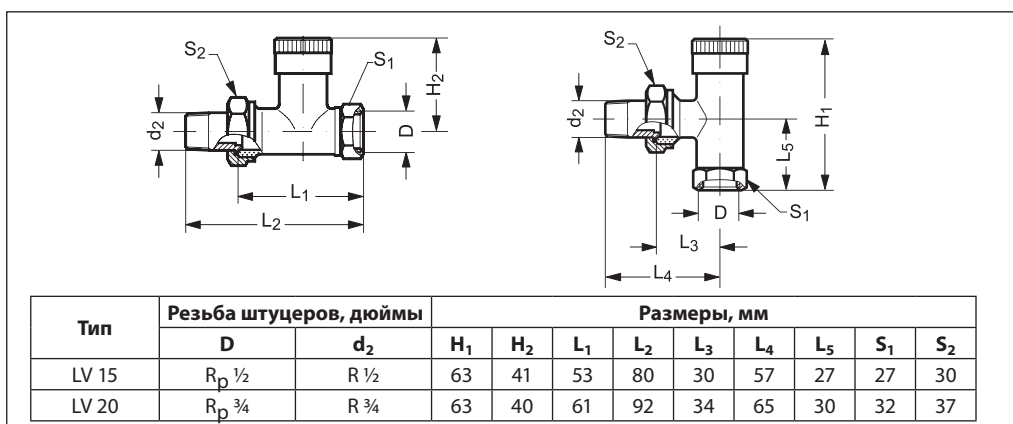 S₂
S₁
H₂
d₂
D
L₁
L₂
S₂
d₂
H₁
L₅
D
S₁
L₃
L₄
Тип Резьба штуцеров, дюймы Размеры, мм
D d₂ H₁ H₂ L₁ L₂ L₃ L₄ L₅ S₁ S₂
LV 15 Rp ½ R ½ 63 41 53 80 30 57 27 27 30
LV 20 Rp ¾ R ¾ 63 40 61 92 34 65 30 32 37